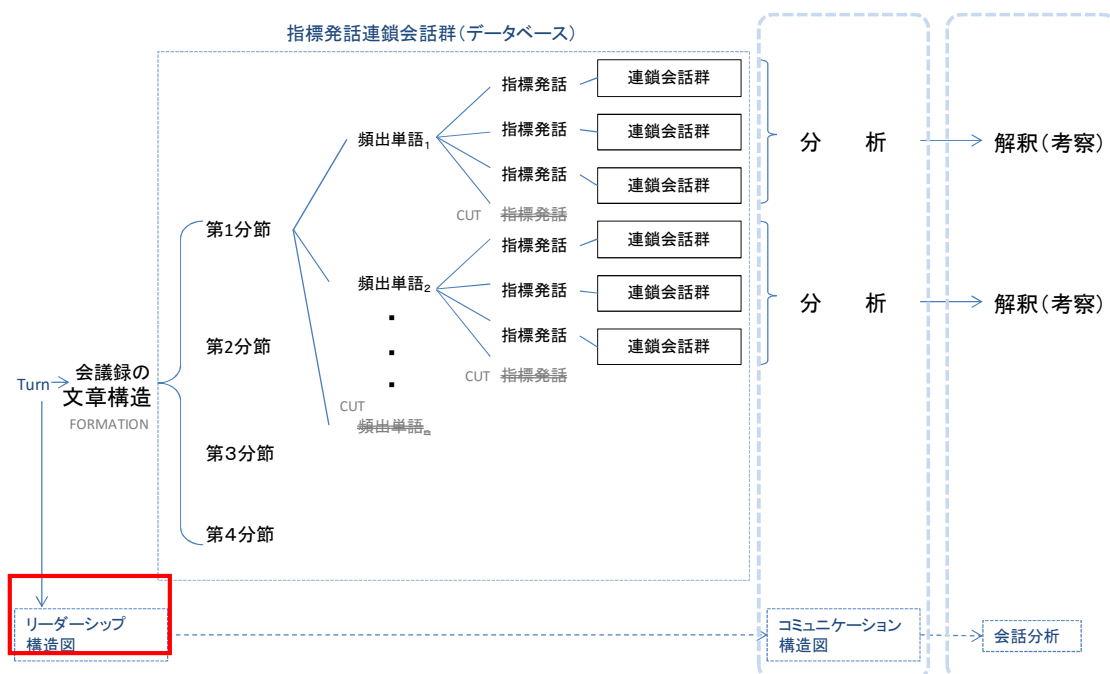 指標発話連鎖会話群(データベース)
指標発話
連鎖会話群
指標発話
連鎖会話群
頻出単語1
指標発話
連鎖会話群
CUT 指標発話
分 析
解釈(考察)
第1分節
指標発話
連鎖会話群
頻出単語2
指標発話
連鎖会話群
指標発話
連鎖会話群
CUT 指標発話
分 析
解釈(考察)
・
・
・
CUT
頻出単語n
第2分節
Turn
会議録の
文章構造
FORMATION
第3分節
第4分節
リーダーシップ
構造図
コミュニケーション
構造図
会話分析